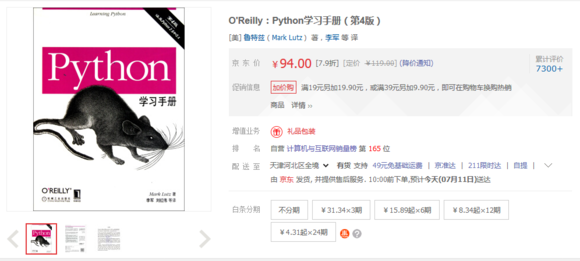 Learning Python
第4版
Python
学习手册
O'REILLY®
Mark Lutz 著
李军, 刘红伟 等译
O'Reilly：Python学习手册（第4版）
[美] 鲁特兹（Mark Lutz） 著，李军 等 译
京 东 价 ￥94.00 [7.9折] [定价 ￥119.00] (降价通知) 累计评价
7300+
促销信息 加价购 满19元另加19.90元，或满39元另加9.90元，即可在购物车换购热销
商品 详情 »
增值业务 礼品包装
排 名 自营 计算机与互联网销量榜 第 165 位
配 送 至 天津河北区全境 有货 支持 49元免基础运费 | 京准达 | 211限时达 | 自提 |
由 京东 发货, 并提供售后服务. 10:00前下单,预计今天(07月11日)送达
白条分期 不分期 ￥31.34×3期 ￥15.89起×6期 ￥8.34起×12期
￥4.31起×24期